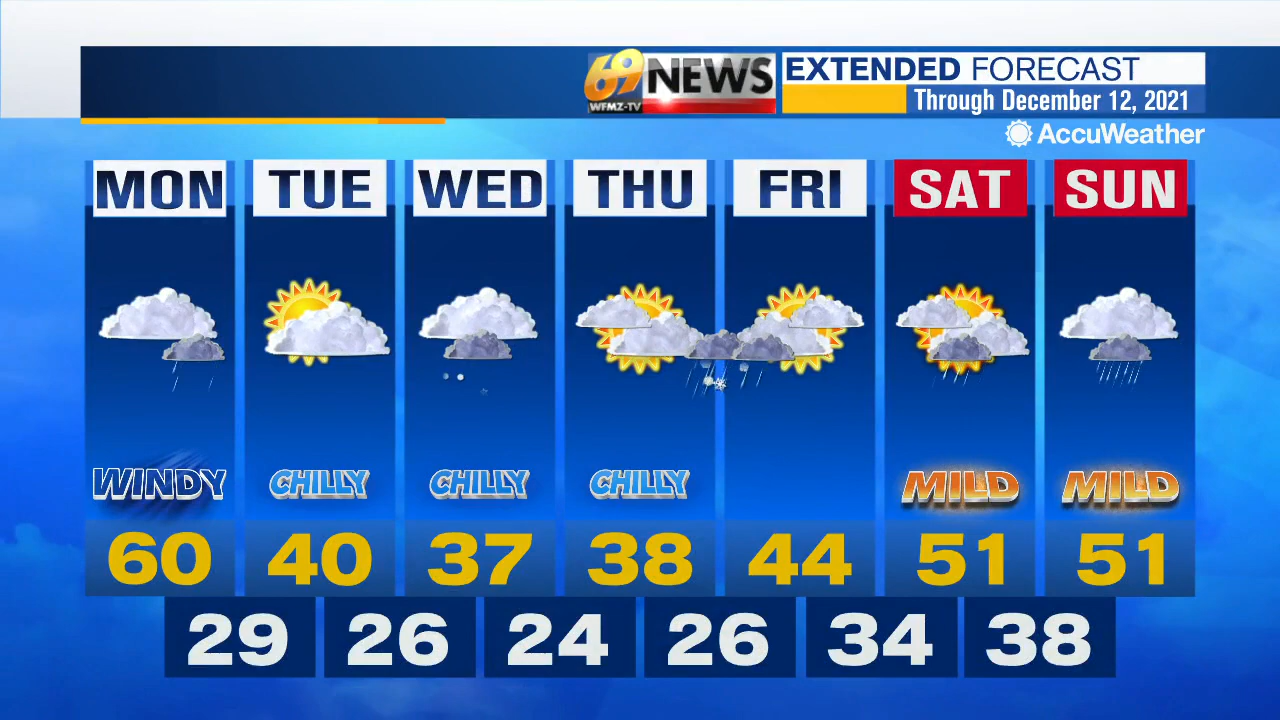 69 NEWS
WFMZ-TV
EXTENDED FORECAST
Through December 12, 2021
AccuWeather
MON TUE WED THU FRI SAT SUN
WINDY CHILLY CHILLY CHILLY MILD MILD
60 40 37 38 44 51 51
29 26 24 26 34 38